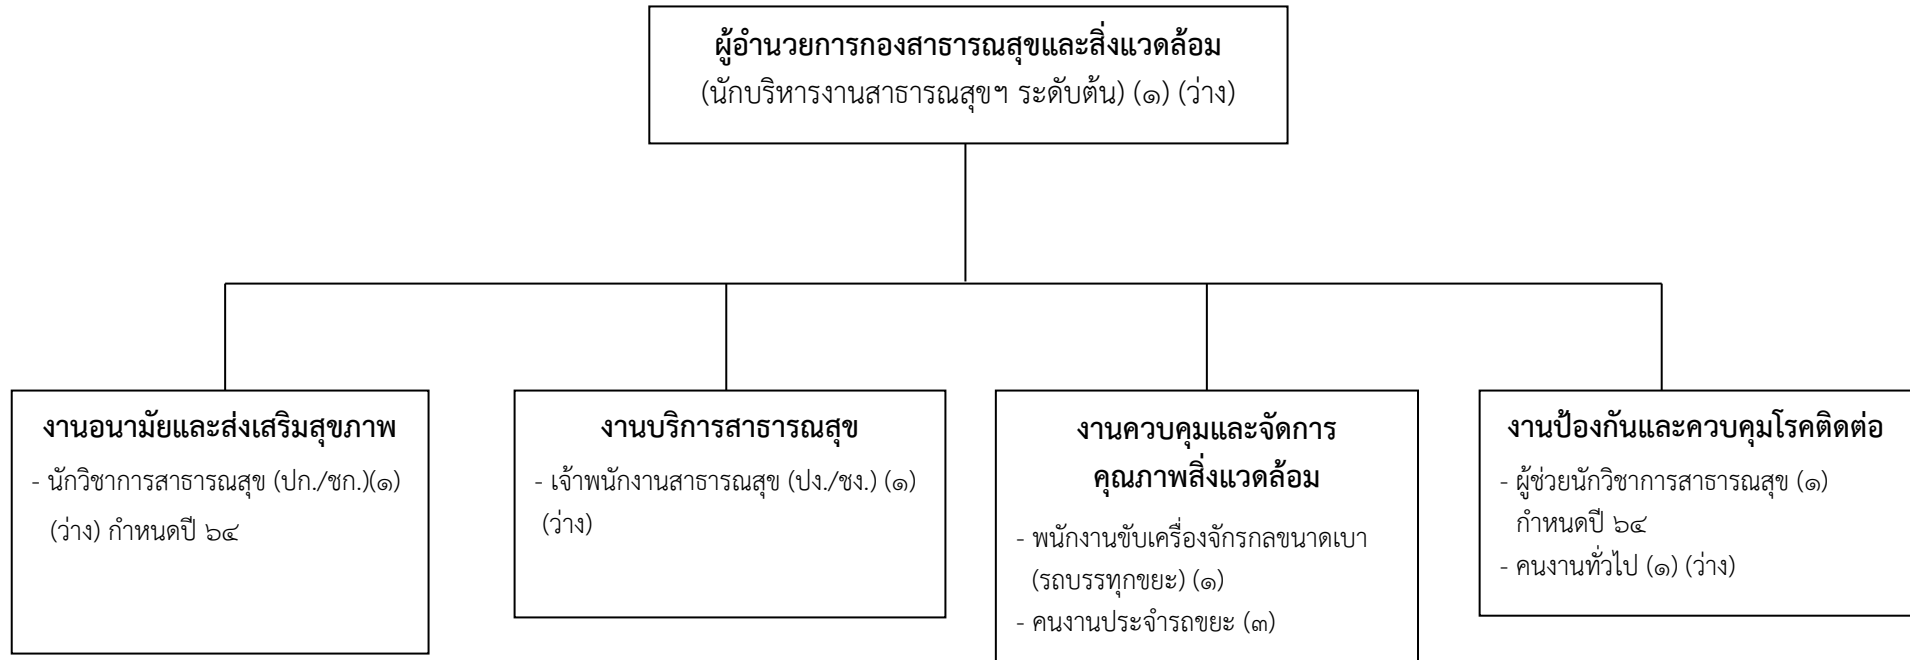 ผู้อำนวยการกองสาธารณสุขและสิ่งแวดล้อม
(นักบริหารงานสาธารณสุขฯ ระดับต้น) (๑) (ว่าง)
งานอนามัยและส่งเสริมสุขภาพ
- นักวิชาการสาธารณสุข (ปก./ชก.)(๑)
(ว่าง) กำหนดปี ๖๔
งานบริการสาธารณสุข
- เจ้าพนักงานสาธารณสุข (ปง./ชง.) (๑)
(ว่าง)
งานควบคุมและจัดการ
คุณภาพสิ่งแวดล้อม
- พนักงานขับเครื่องจักรกลขนาดเบา
(รถบรรทุกขยะ) (๑)
- คนงานประจำรถขยะ (๓)
งานป้องกันและควบคุมโรคติดต่อ
- ผู้ช่วยนักวิชาการสาธารณสุข (๑)
กำหนดปี ๖๔
- คนงานทั่วไป (๑) (ว่าง)